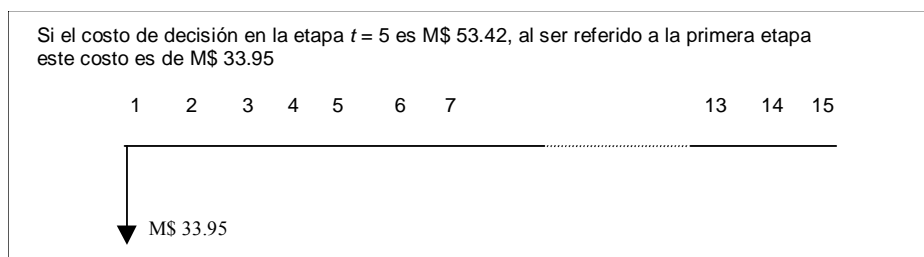 Si el costo de decisión en la etapa t = 5 es M$ 53.42, al ser referido a la primera etapa
este costo es de M$ 33.95
1 2 3 4 5 6 7 13 14 15
M$ 33.95